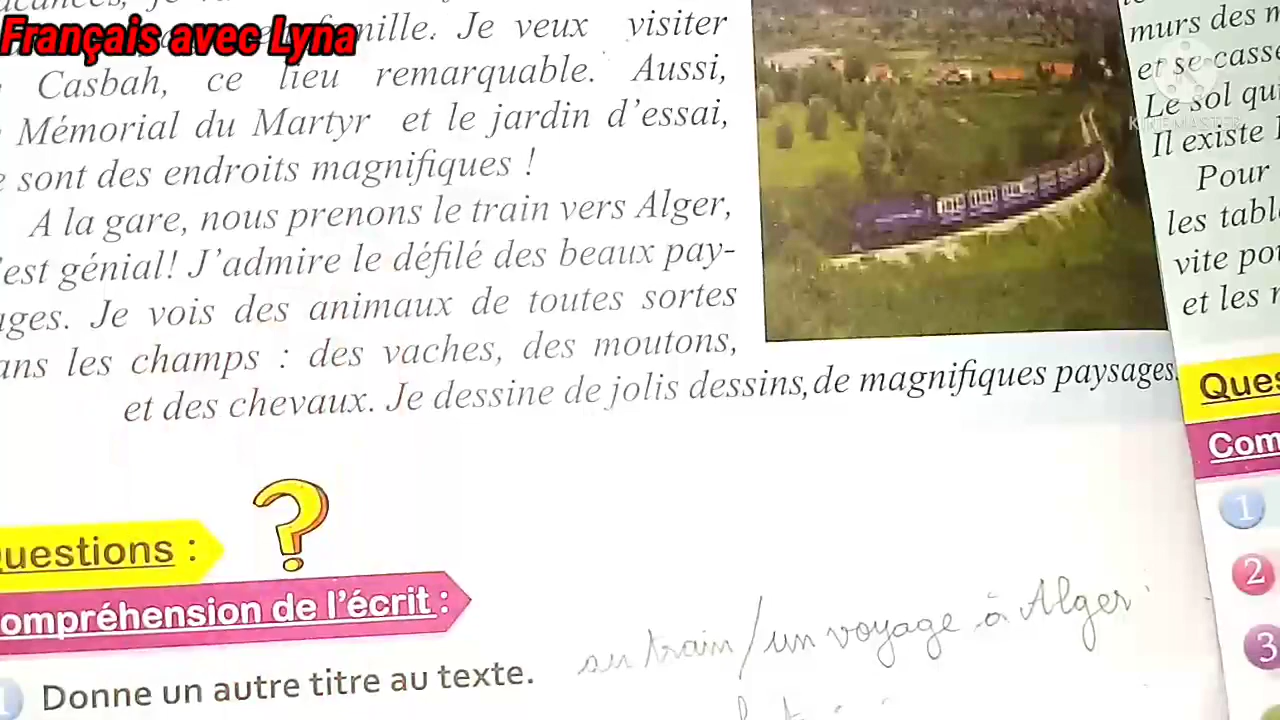 Français avec Lyna
famille. Je veux visiter
Casbah, ce lieu remarquable. Aussi,
Mémorial du Martyr et le jardin d'essai,
sont des endroits magnifiques !
A la gare, nous prenons le train vers Alger,
'est génial! J'admire le défilé des beaux pay-
ages. Je vois des animaux de toutes sortes
ans les champs : des vaches, des moutons,
et des chevaux. Je dessine de jolis dessins,de magnifiques paysages.
uestions :
?
ompréhension de l'écrit :
1 Donne un autre titre au texte.
train/un voyage à Alger
KINEMASTER
murs des
et se casse
Le sol qu
Il existe
Pour
les tabl
vite po
et les
Ques
Com
1
2
3